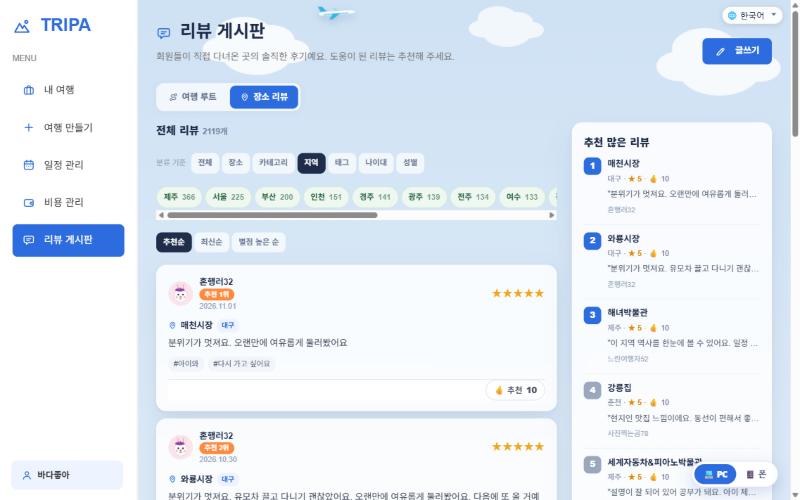 TRIPA
MENU
내 여행
여행 만들기
일정 관리
비용 관리
리뷰 게시판
바다좋아
한국어
리뷰 게시판
회원들이 직접 다녀온 곳의 솔직한 후기예요. 도움이 된 리뷰는 추천해 주세요.
글쓰기
여행 루트
장소 리뷰
전체 리뷰 2119개
분류 기준 전체 장소 카테고리 지역 태그 나이대 성별
제주 366 서울 225 부산 200 인천 151 경주 141 광주 139 전주 134 여수 133
추천순 최신순 별점 높은 순
혼행러32
추천 1위
2026.11.01
★★★★★
매천시장 대구
분위기가 멋져요. 오랜만에 여유롭게 둘러봤어요
#아이와 #다시 가고 싶어요
추천 10
혼행러32
추천 2위
2026.10.30
★★★★★
와룡시장 대구
분위기가 멋져요. 유모차 끌고 다니기 괜찮았어요. 다음에 또 올 거예
추천 많은 리뷰
1 매천시장
대구 · ★ 5 · 10
"분위기가 멋져요. 오랜만에 여유롭게 둘러...
혼행러32
2 와룡시장
대구 · ★ 5 · 10
"분위기가 멋져요. 유모차 끌고 다니기 괜찮...
혼행러32
3 해녀박물관
제주 · ★ 5 · 10
"이 지역 역사를 한눈에 볼 수 있어요. 일정 ...
느린여행자52
4 강릉집
춘천 · ★ 5 · 10
"현지인 맛집 느낌이에요. 동선이 편해서 좋...
사진찍는곰78
5 세계자동차&피아노박물관
제주 · ★ 5 · 10
"설명이 잘 되어 있어 공부가 돼요. 아이 체...
PC 폰